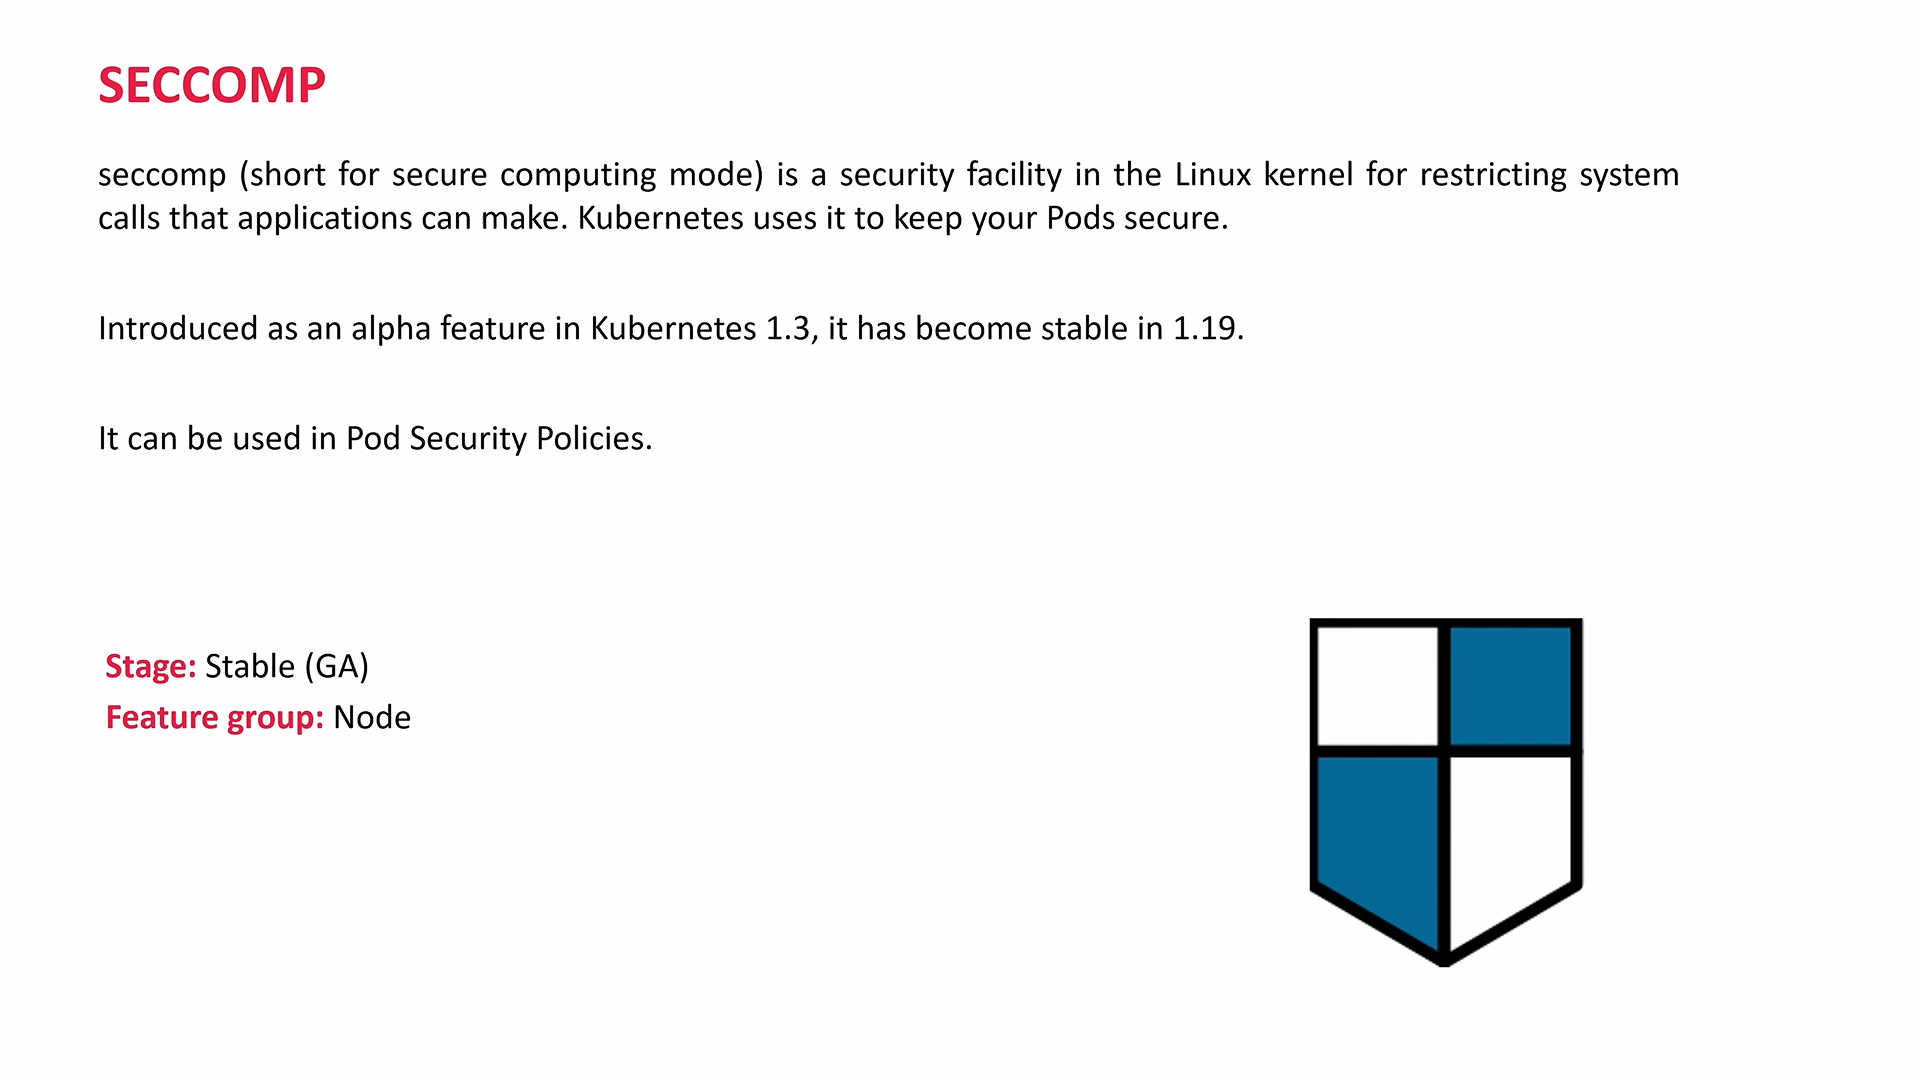 SECCOMP
seccomp (short for secure computing mode) is a security facility in the Linux kernel for restricting system
calls that applications can make. Kubernetes uses it to keep your Pods secure.
Introduced as an alpha feature in Kubernetes 1.3, it has become stable in 1.19.
It can be used in Pod Security Policies.
Stage: Stable (GA)
Feature group: Node